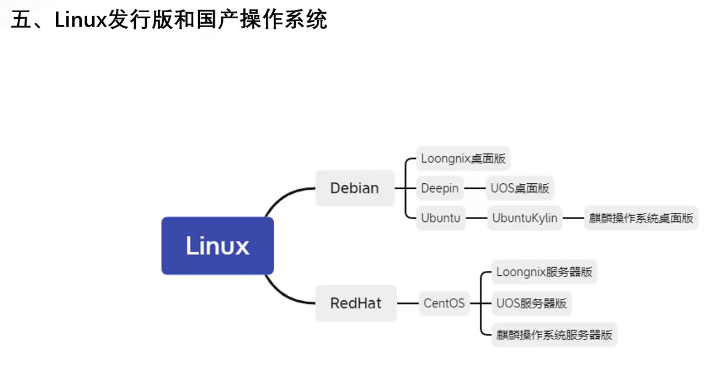 五、Linux发行版和国产操作系统
Loongnix桌面版
Debian
Deepin
UOS桌面版
Ubuntu
UbuntuKylin
麒麟操作系统桌面版
Linux
Loongnix服务器版
RedHat
CentOS
UOS服务器版
麒麟操作系统服务器版